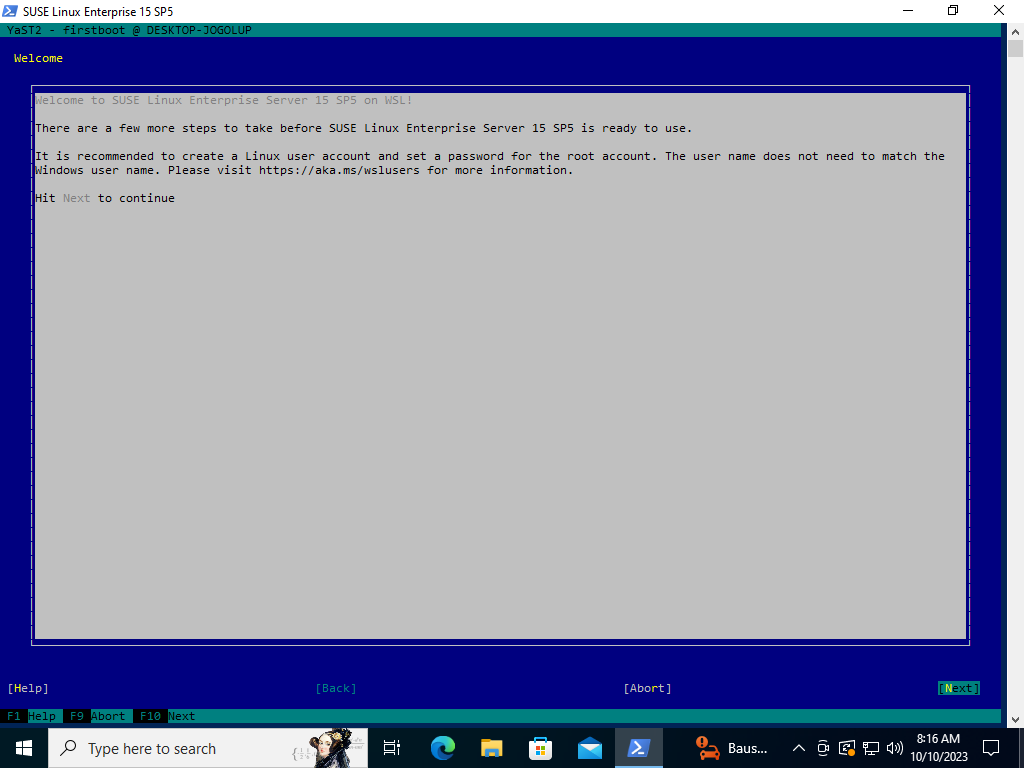 SUSE Linux Enterprise 15 SP5
YaST2 - firstboot @ DESKTOP-JOGOLUP
Welcome
Welcome to SUSE Linux Enterprise Server 15 SP5 on WSL!
There are a few more steps to take before SUSE Linux Enterprise Server 15 SP5 is ready to use.
It is recommended to create a Linux user account and set a password for the root account. The user name does not need to match the
Windows user name. Please visit https://aka.ms/wslusers for more information.
Hit Next to continue
[Help] [Back] [Abort] [Next]
F1 Help F9 Abort F10 Next
Type here to search
Baus...
8:16 AM
10/10/2023